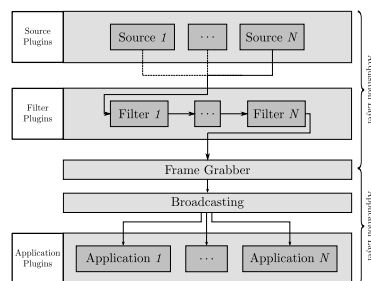 Source
Plugins
Source 1
···
Source N
Filter
Plugins
Filter 1
···
Filter N
Frame Grabber
Broadcasting
Application
Plugins
Application 1
···
Application N